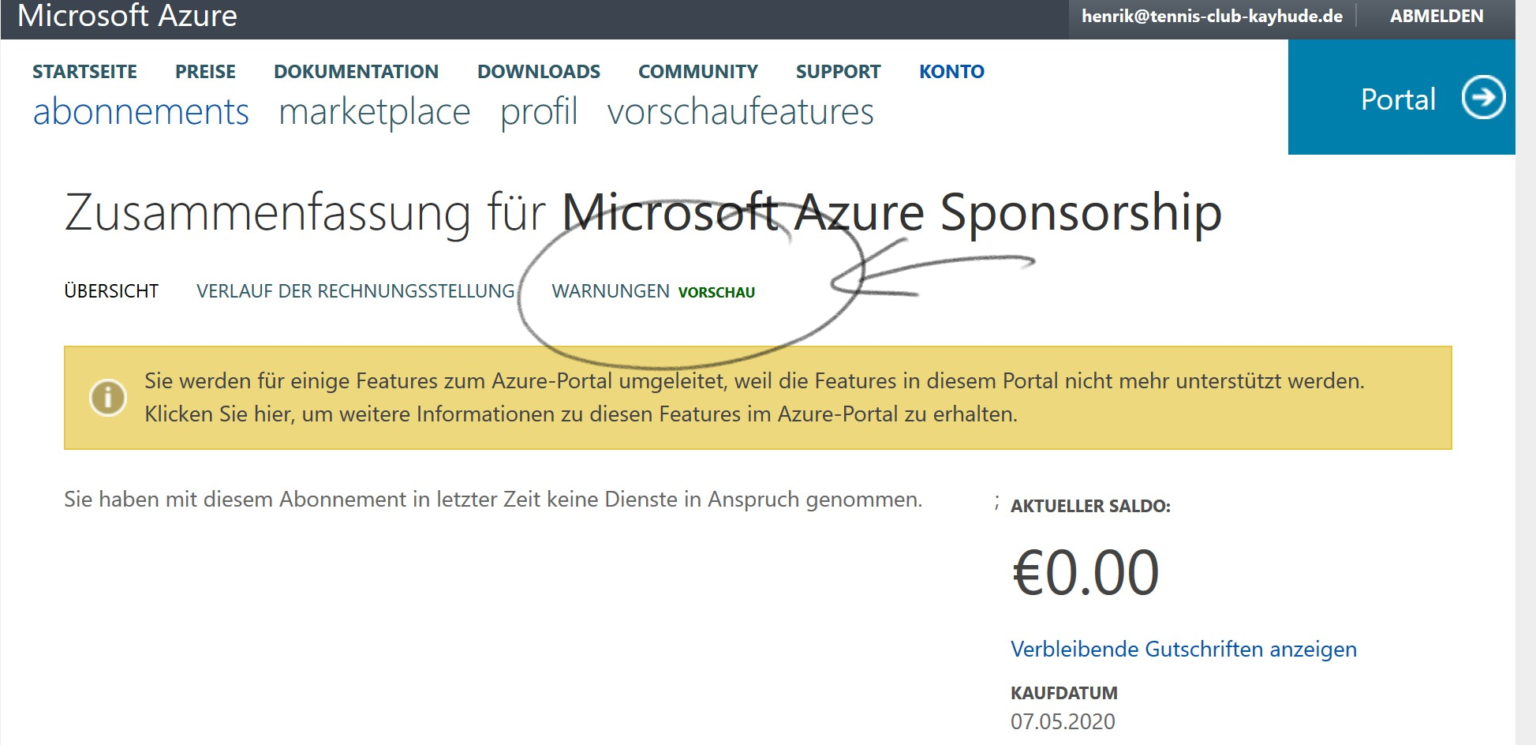 Microsoft Azure
henrik@tennis-club-kayhude.de ABMELDEN
STARTSEITE PREISE DOKUMENTATION DOWNLOADS COMMUNITY SUPPORT KONTO
abonnements marketplace profil vorschaufeatures
Portal
Zusammenfassung für Microsoft Azure Sponsorship
ÜBERSICHT VERLAUF DER RECHNUNGSSTELLUNG WARNUNGEN VORSCHAU
Sie werden für einige Features zum Azure-Portal umgeleitet, weil die Features in diesem Portal nicht mehr unterstützt werden.
Klicken Sie hier, um weitere Informationen zu diesen Features im Azure-Portal zu erhalten.
Sie haben mit diesem Abonnement in letzter Zeit keine Dienste in Anspruch genommen.
; AKTUELLER SALDO:
€0.00
Verbleibende Gutschriften anzeigen
KAUFDATUM
07.05.2020